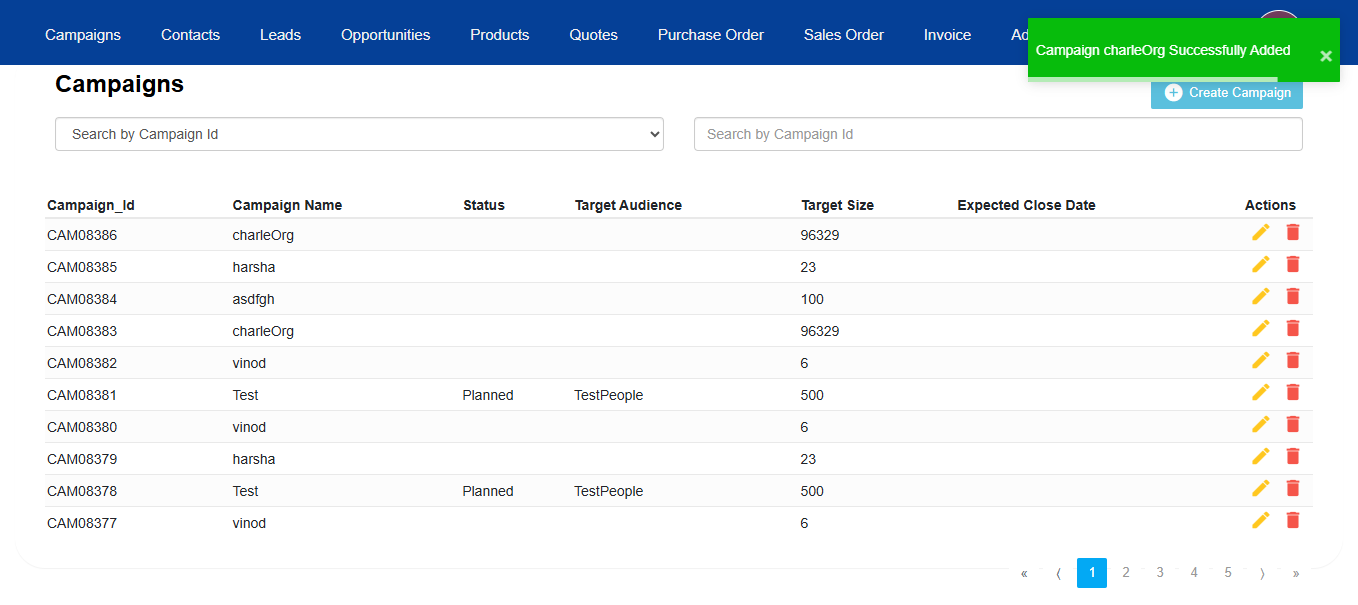 Campaigns Contacts Leads Opportunities Products Quotes Purchase Order Sales Order Invoice
Campaign charleOrg Successfully Added ×
Campaigns
Create Campaign
Search by Campaign Id Search by Campaign Id
Campaign_Id Campaign Name Status Target Audience Target Size Expected Close Date Actions
CAM08386 charleOrg 96329
CAM08385 harsha 23
CAM08384 asdfgh 100
CAM08383 charleOrg 96329
CAM08382 vinod 6
CAM08381 Test Planned TestPeople 500
CAM08380 vinod 6
CAM08379 harsha 23
CAM08378 Test Planned TestPeople 500
CAM08377 vinod 6
« ⟨ 1 2 3 4 5 ⟩ »